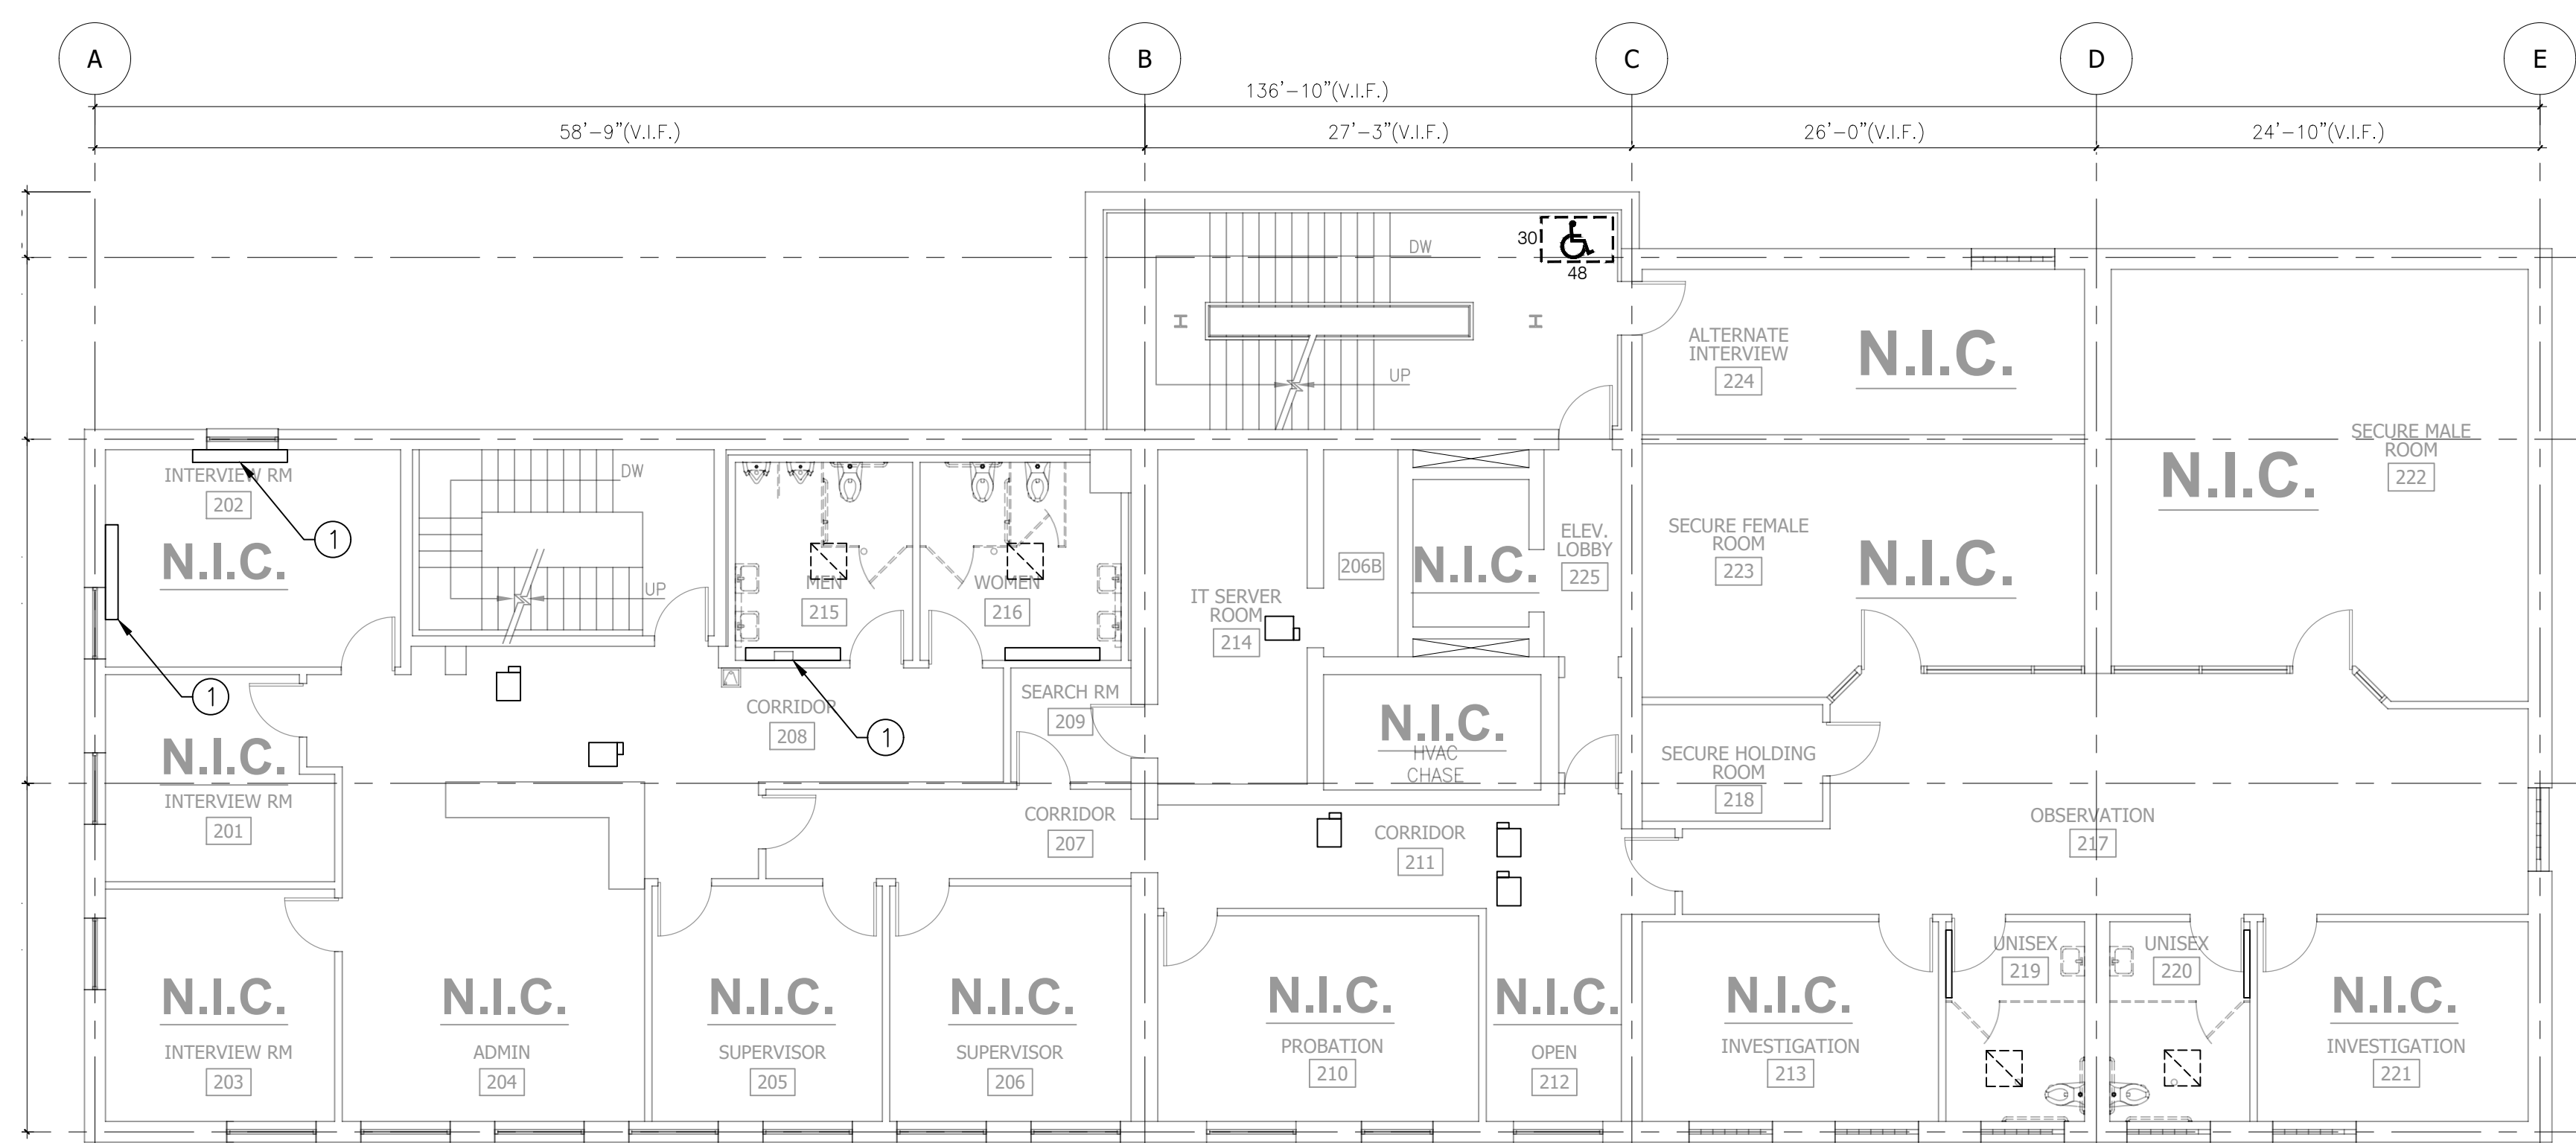 A
B
C
D
E
136'-10"(V.I.F.)
58'-9"(V.I.F.)
27'-3"(V.I.F.)
26'-0"(V.I.F.)
24'-10"(V.I.F.)
30
48
DW
H
H
UP
ALTERNATE
INTERVIEW
224
N.I.C.
SECURE MALE
ROOM
222
N.I.C.
INTERVIEW RM
202
N.I.C.
1
1
DW
UP
MEN
215
WOMEN
216
IT SERVER
ROOM
214
206B
N.I.C.
ELEV.
LOBBY
225
SECURE FEMALE
ROOM
223
N.I.C.
N.I.C.
INTERVIEW RM
201
CORRIDOR
208
1
SEARCH RM
209
N.I.C.
HVAC
CHASE
SECURE HOLDING
ROOM
218
CORRIDOR
207
CORRIDOR
211
OBSERVATION
217
N.I.C.
INTERVIEW RM
203
N.I.C.
ADMIN
204
N.I.C.
SUPERVISOR
205
N.I.C.
SUPERVISOR
206
N.I.C.
PROBATION
210
N.I.C.
OPEN
212
N.I.C.
INVESTIGATION
213
UNISEX
219
UNISEX
220
N.I.C.
INVESTIGATION
221